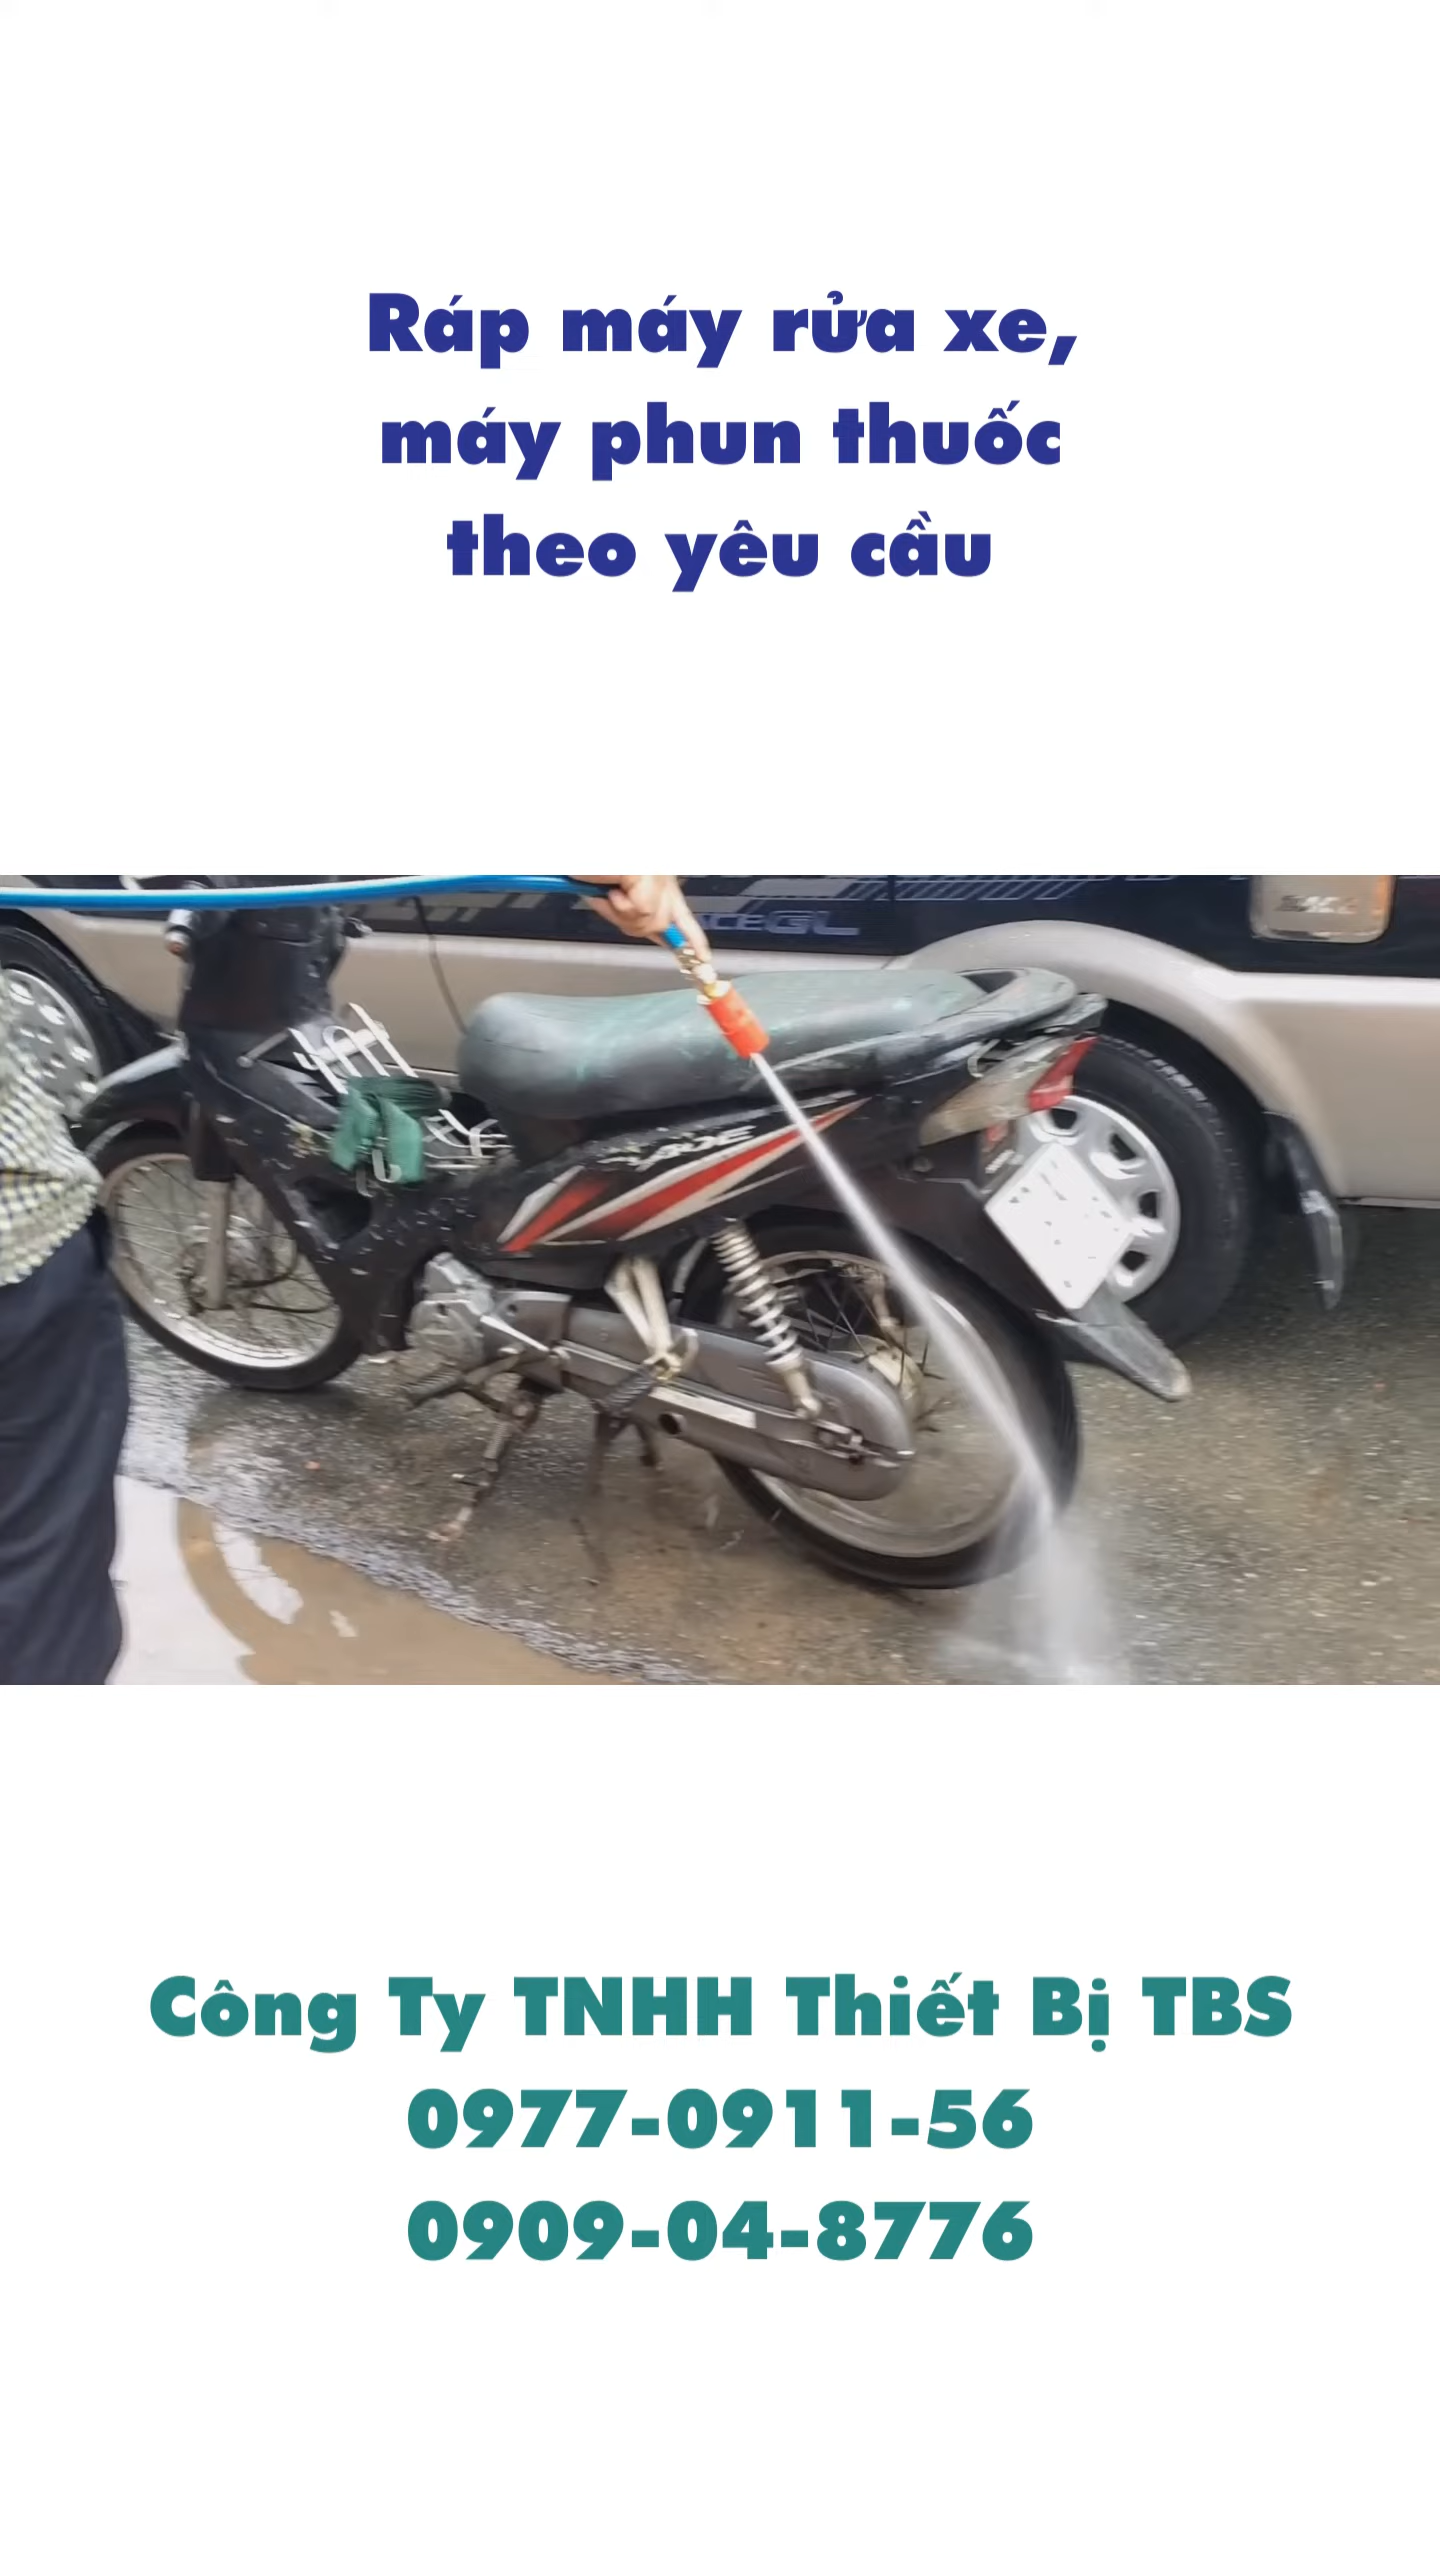 Ráp máy rửa xe,
máy phun thuốc
theo yêu cầu
GL
Công Ty TNHH Thiết Bị TBS
0977-0911-56
0909-04-8776